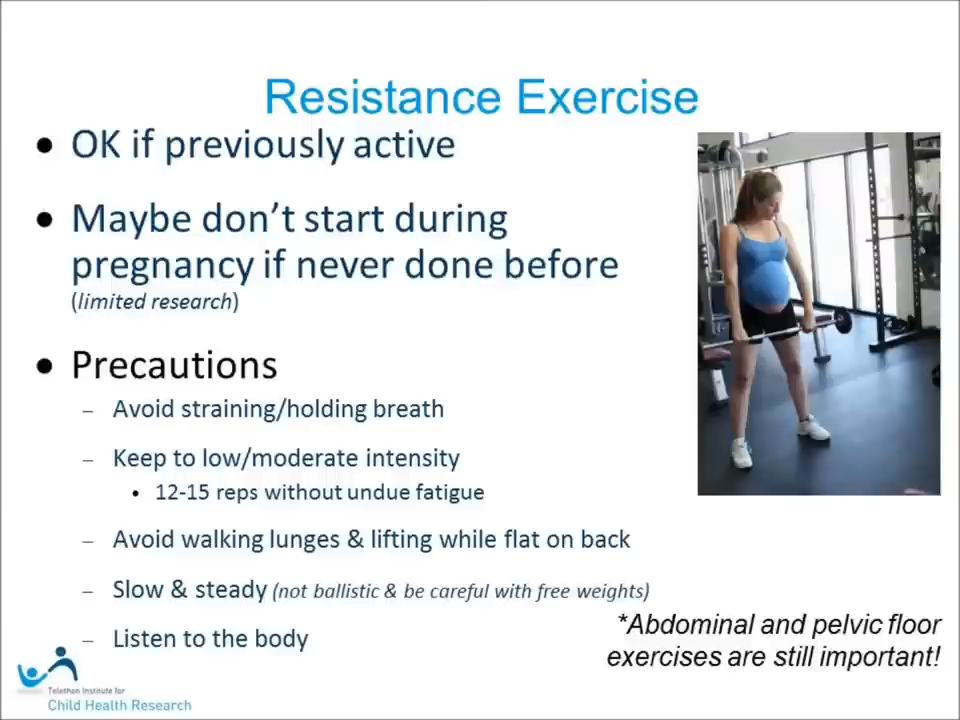 Resistance Exercise
• OK if previously active
• Maybe don't start during
pregnancy if never done before
(limited research)
• Precautions
– Avoid straining/holding breath
– Keep to low/moderate intensity
• 12-15 reps without undue fatigue
– Avoid walking lunges & lifting while flat on back
– Slow & steady (not ballistic & be careful with free weights)
– Listen to the body
*Abdominal and pelvic floor
exercises are still important!
Telethon Institute for
Child Health Research